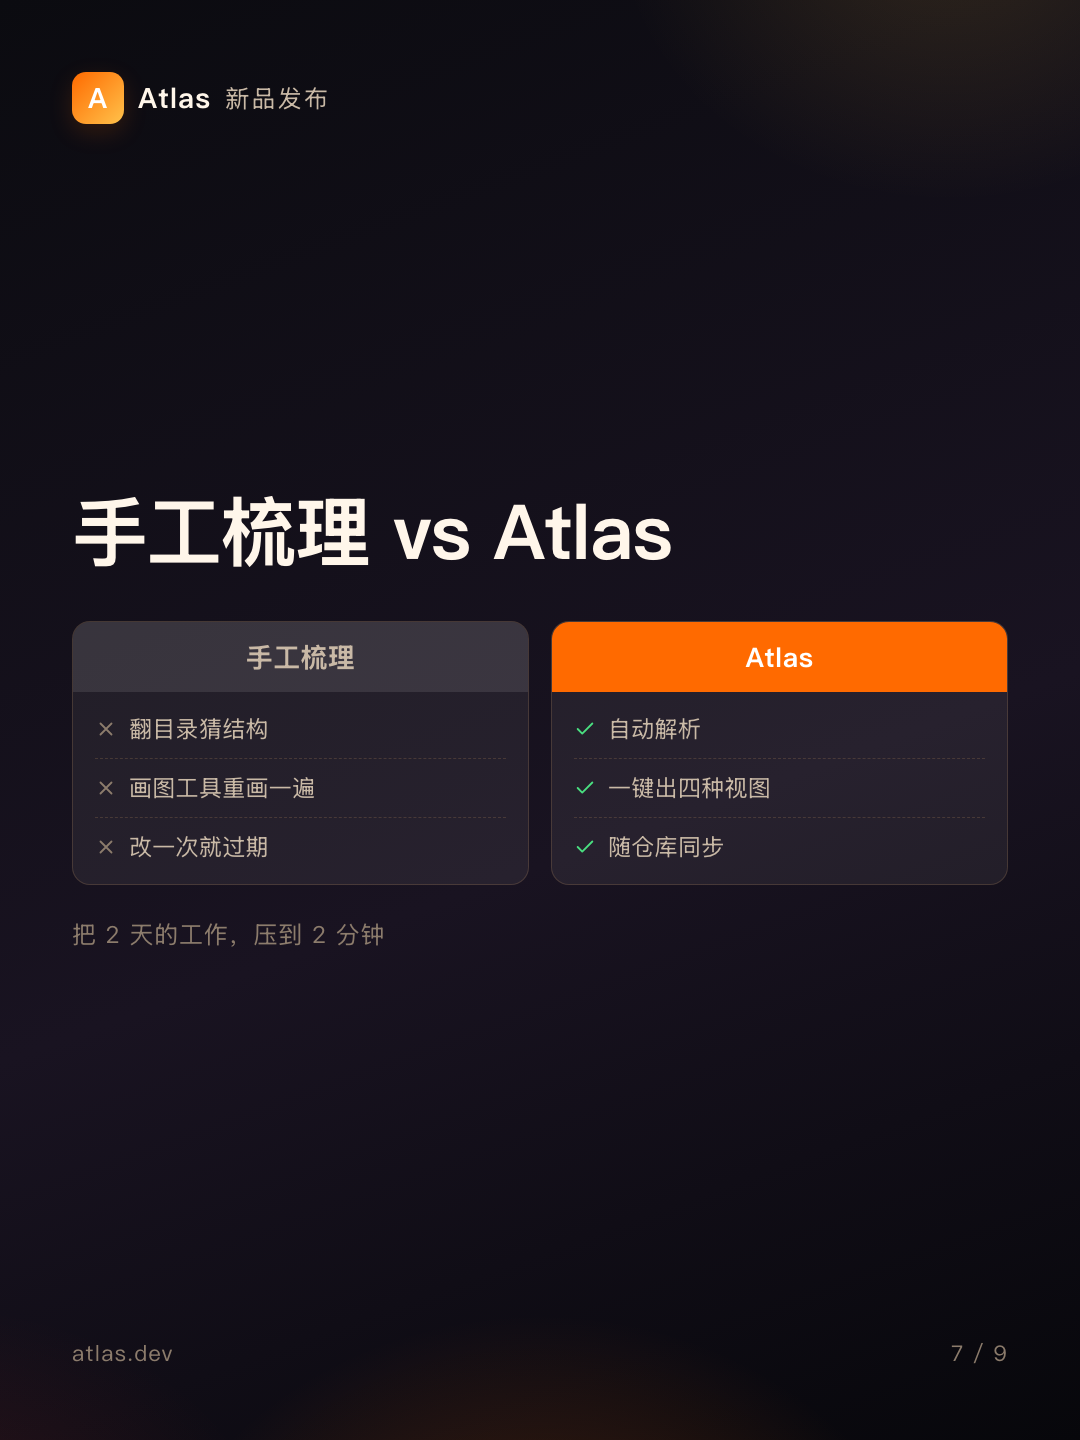 A Atlas 新品发布
手工梳理 vs Atlas
手工梳理
翻目录猜结构
画图工具重画一遍
改一次就过期
Atlas
自动解析
一键出四种视图
随仓库同步
把 2 天的工作，压到 2 分钟
atlas.dev
7 / 9